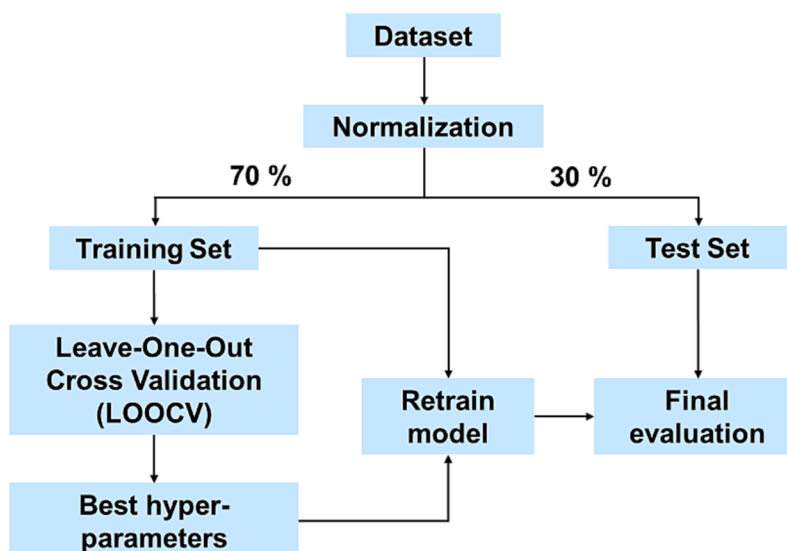 Dataset
Normalization
70 %
30 %
Training Set
Test Set
Leave-One-Out
Cross Validation
(LOOCV)
Retrain
model
Final
evaluation
Best hyper-
parameters